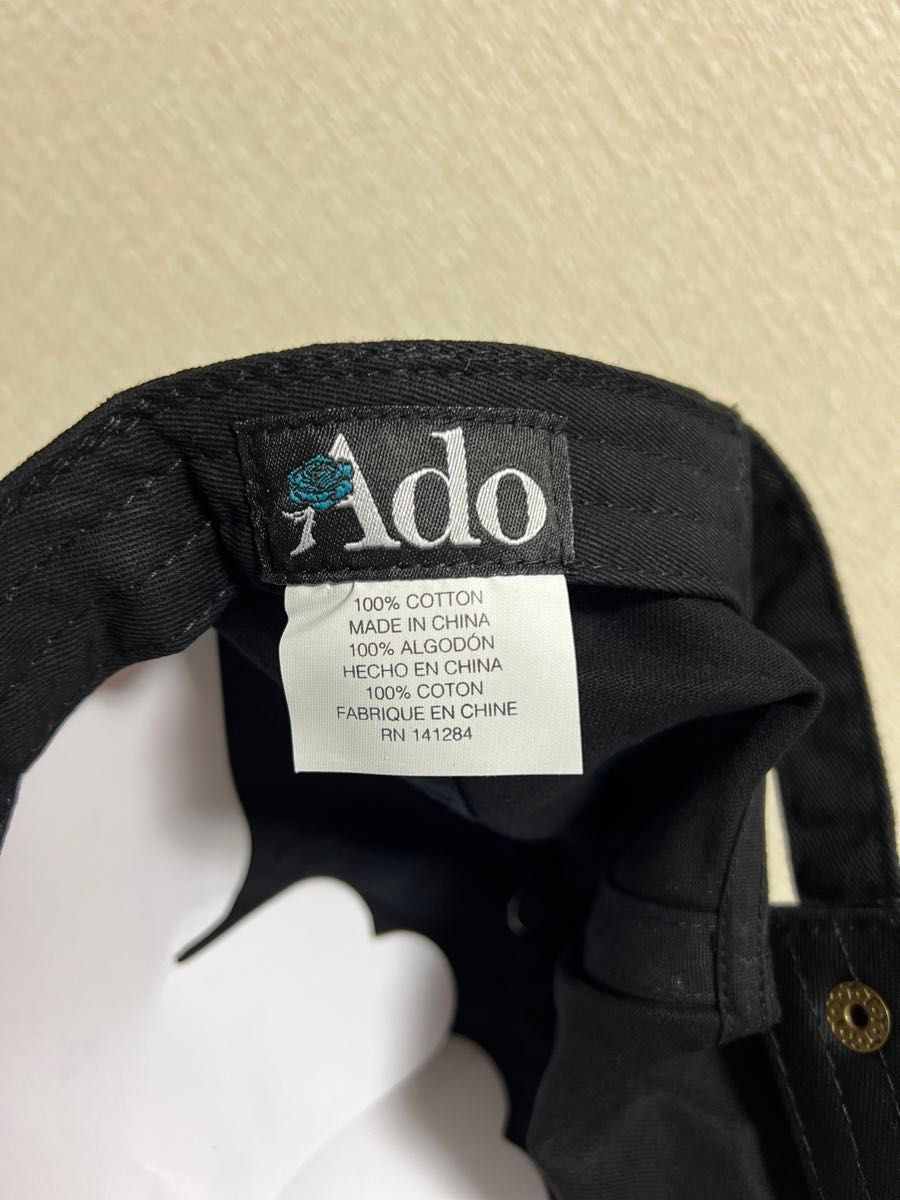 Ado
100% COTTON
MADE IN CHINA
100% ALGODÓN
HECHO EN CHINA
100% COTON
FABRIQUE EN CHINE
RN 141284